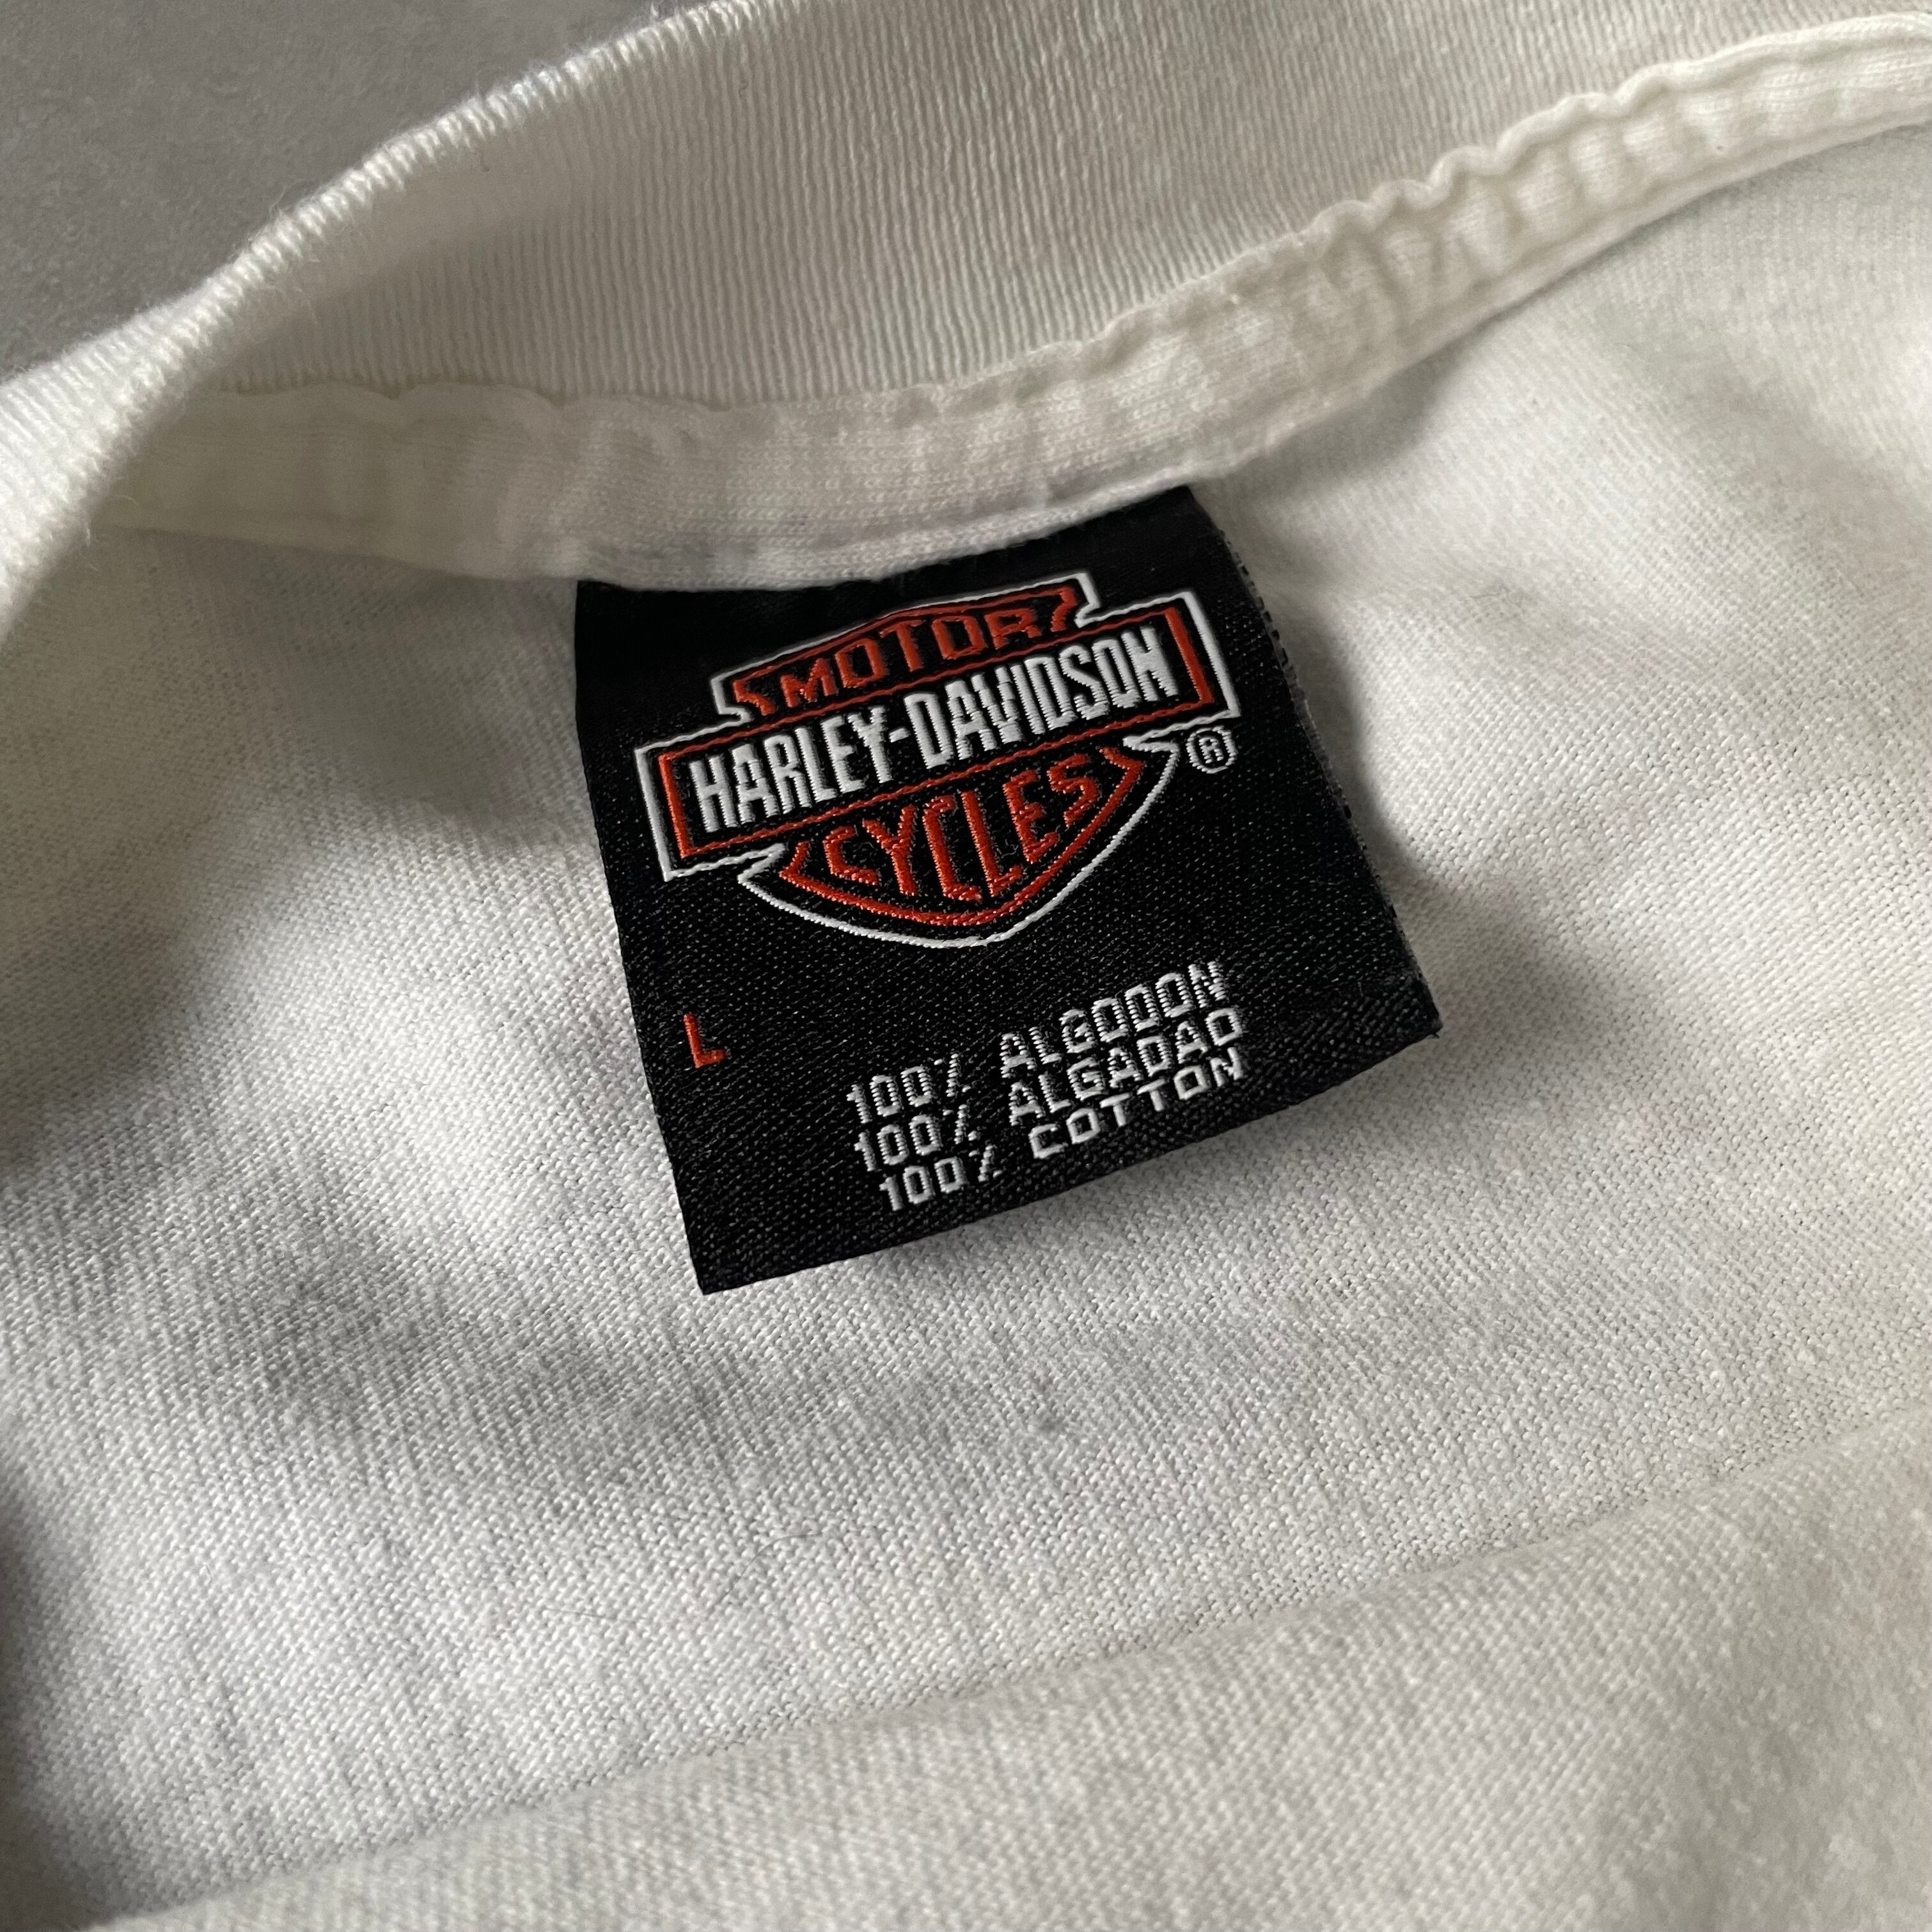 MOTOR
HARLEY-DAVIDSON
CYCLES
®
L
100% ALGODON
100% ALGADAO
100% COTTON